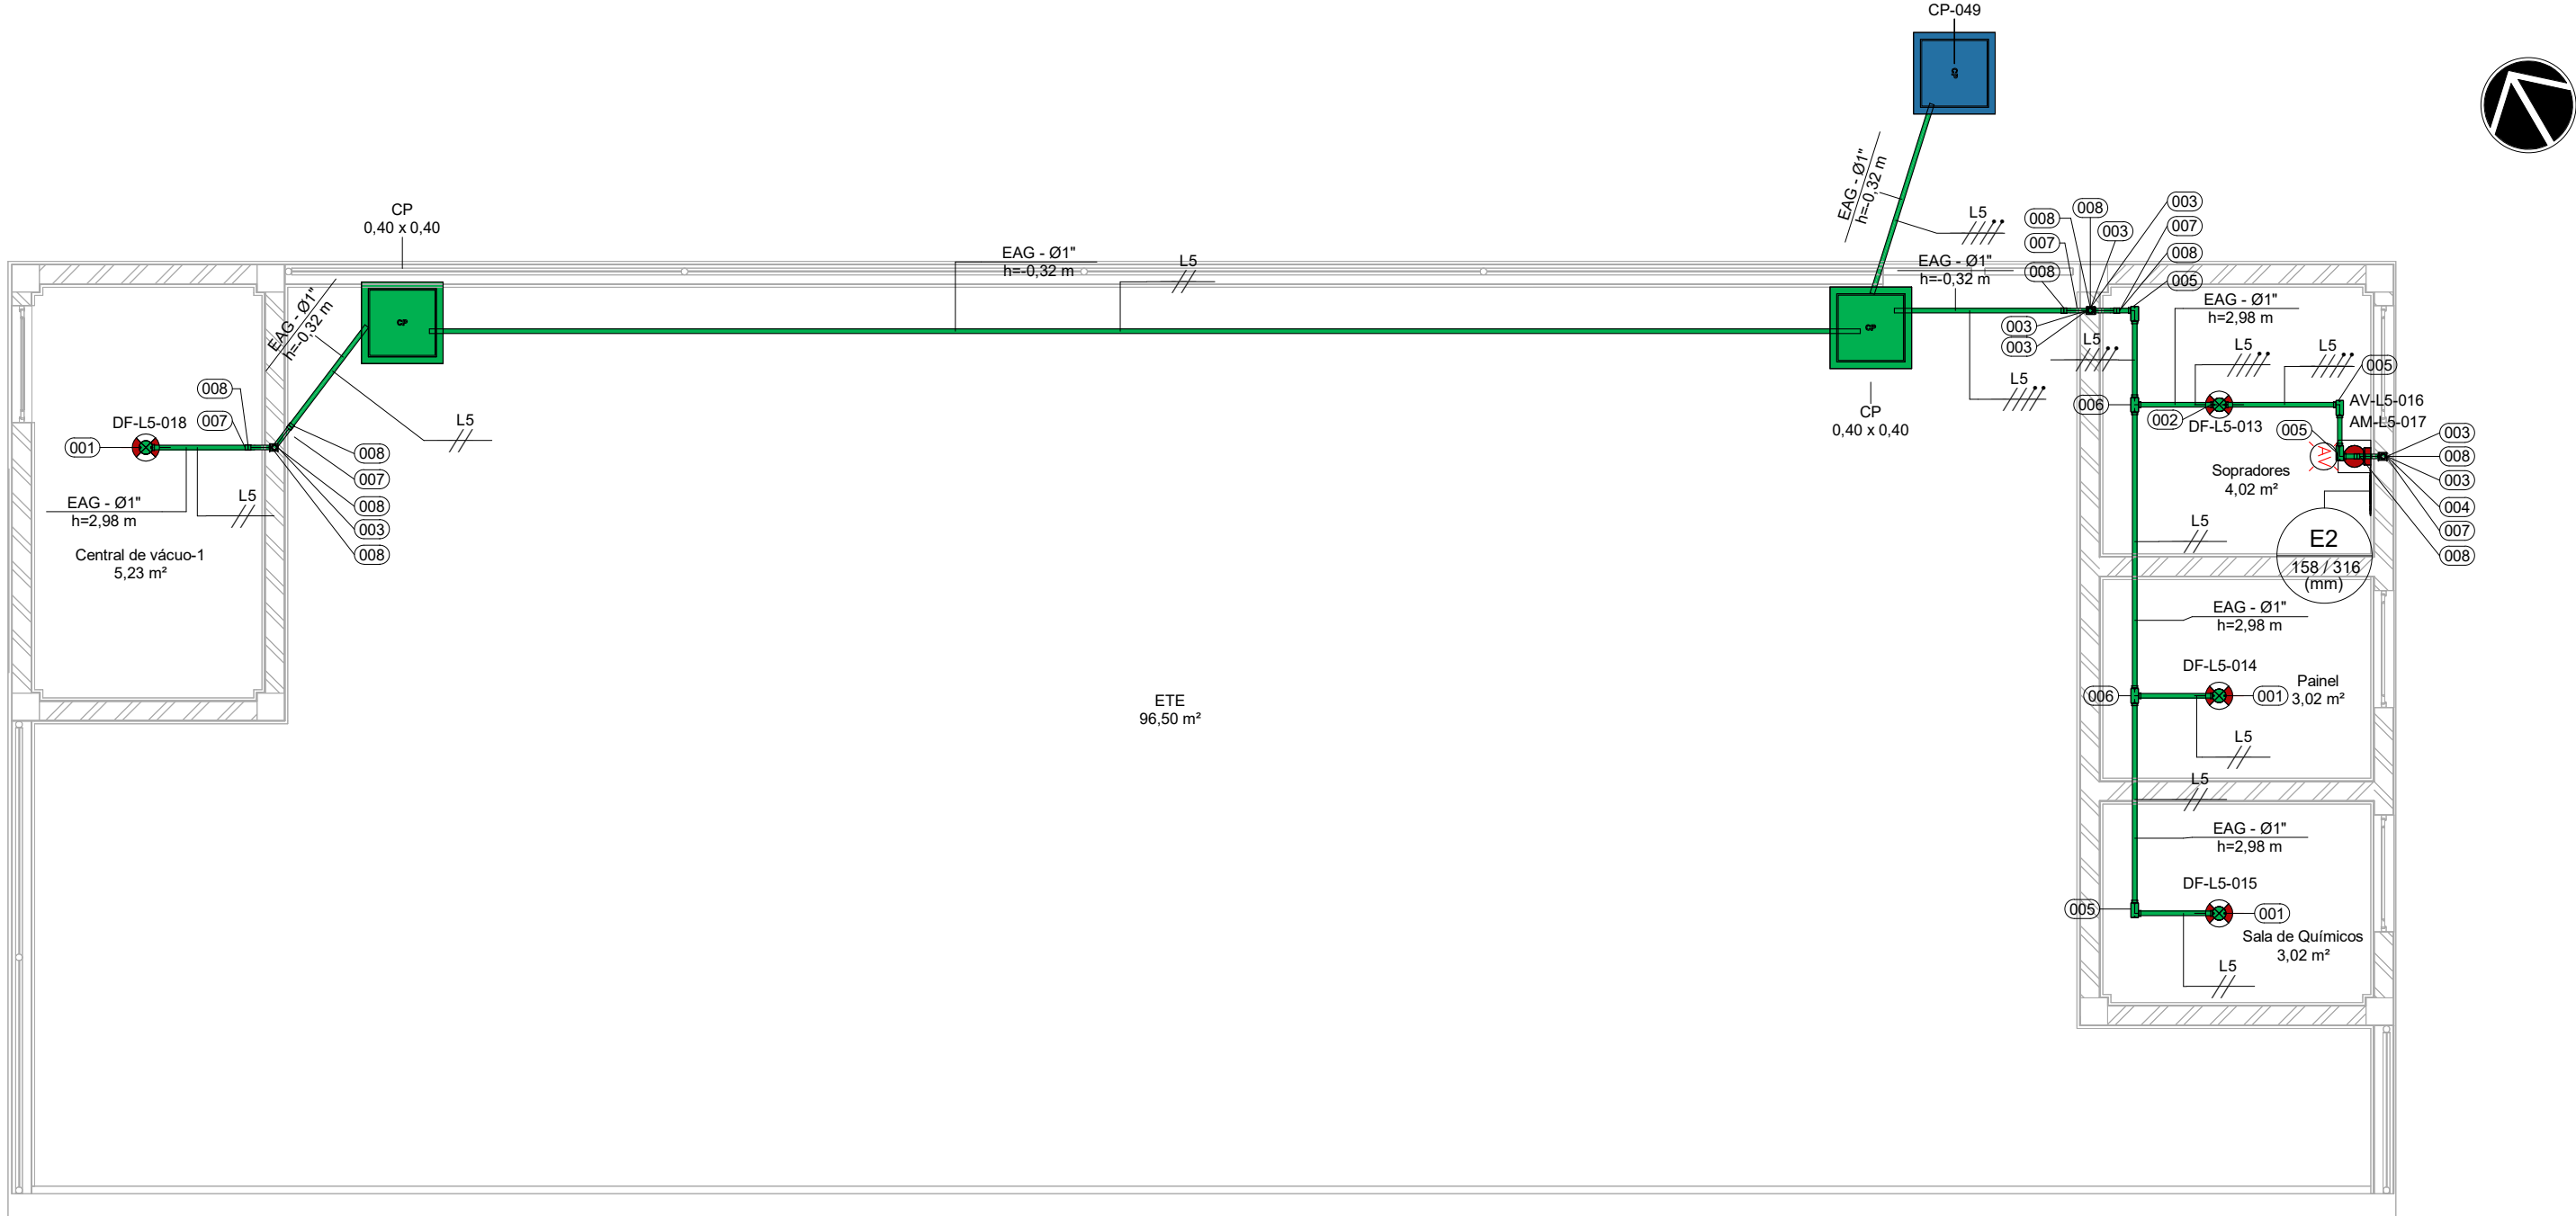 CP-049
CP
EAG - Ø1"
h=-0,32 m
L5
CP
0,40 x 0,40
EAG - Ø1"
h=-0,32 m
L5
EAG - Ø1"
h=-0,32 m
008
008
003
007
003
007
008
008
005
003
003
EAG - Ø1"
h=-0,32 m
CP
CP
CP
0,40 x 0,40
L5
L5
EAG - Ø1"
h=2,98 m
L5
L5
005
006
002
DF-L5-013
AV-L5-016
AM-L5-017
005
AV
003
008
003
004
007
008
Sopradores
4,02 m²
L5
E2
158 / 316
(mm)
008
DF-L5-018
007
001
L5
008
007
008
003
008
EAG - Ø1"
h=2,98 m
L5
Central de vácuo-1
5,23 m²
ETE
96,50 m²
EAG - Ø1"
h=2,98 m
DF-L5-014
006
001
Painel
3,02 m²
L5
L5
EAG - Ø1"
h=2,98 m
DF-L5-015
005
001
Sala de Químicos
3,02 m²
L5